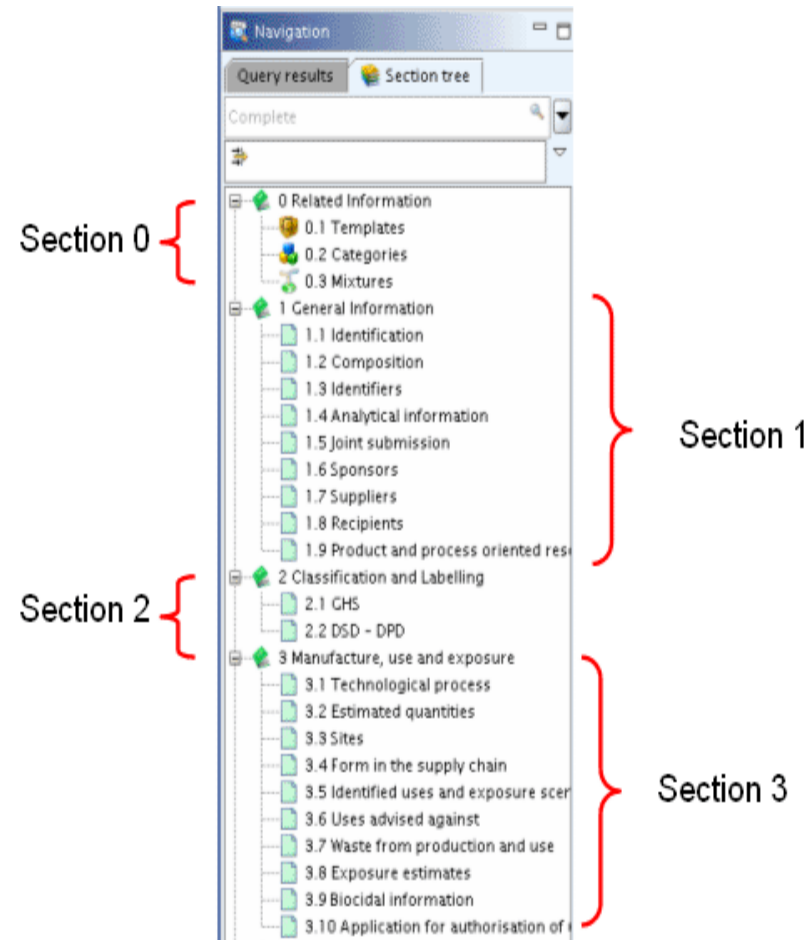 Navigation
Query results Section tree
Complete
0 Related Information
0.1 Templates
Section 0
0.2 Categories
0.3 Mixtures
1 General Information
1.1 Identification
1.2 Composition
1.3 Identifiers
1.4 Analytical information
Section 1
1.5 Joint submission
1.6 Sponsors
1.7 Suppliers
1.8 Recipients
1.9 Product and process oriented rese
2 Classification and Labelling
Section 2
2.1 GHS
2.2 DSD - DPD
3 Manufacture, use and exposure
3.1 Technological process
3.2 Estimated quantities
3.3 Sites
3.4 Form in the supply chain
3.5 Identified uses and exposure scer
Section 3
3.6 Uses advised against
3.7 Waste from production and use
3.8 Exposure estimates
3.9 Biocidal information
3.10 Application for authorisation of